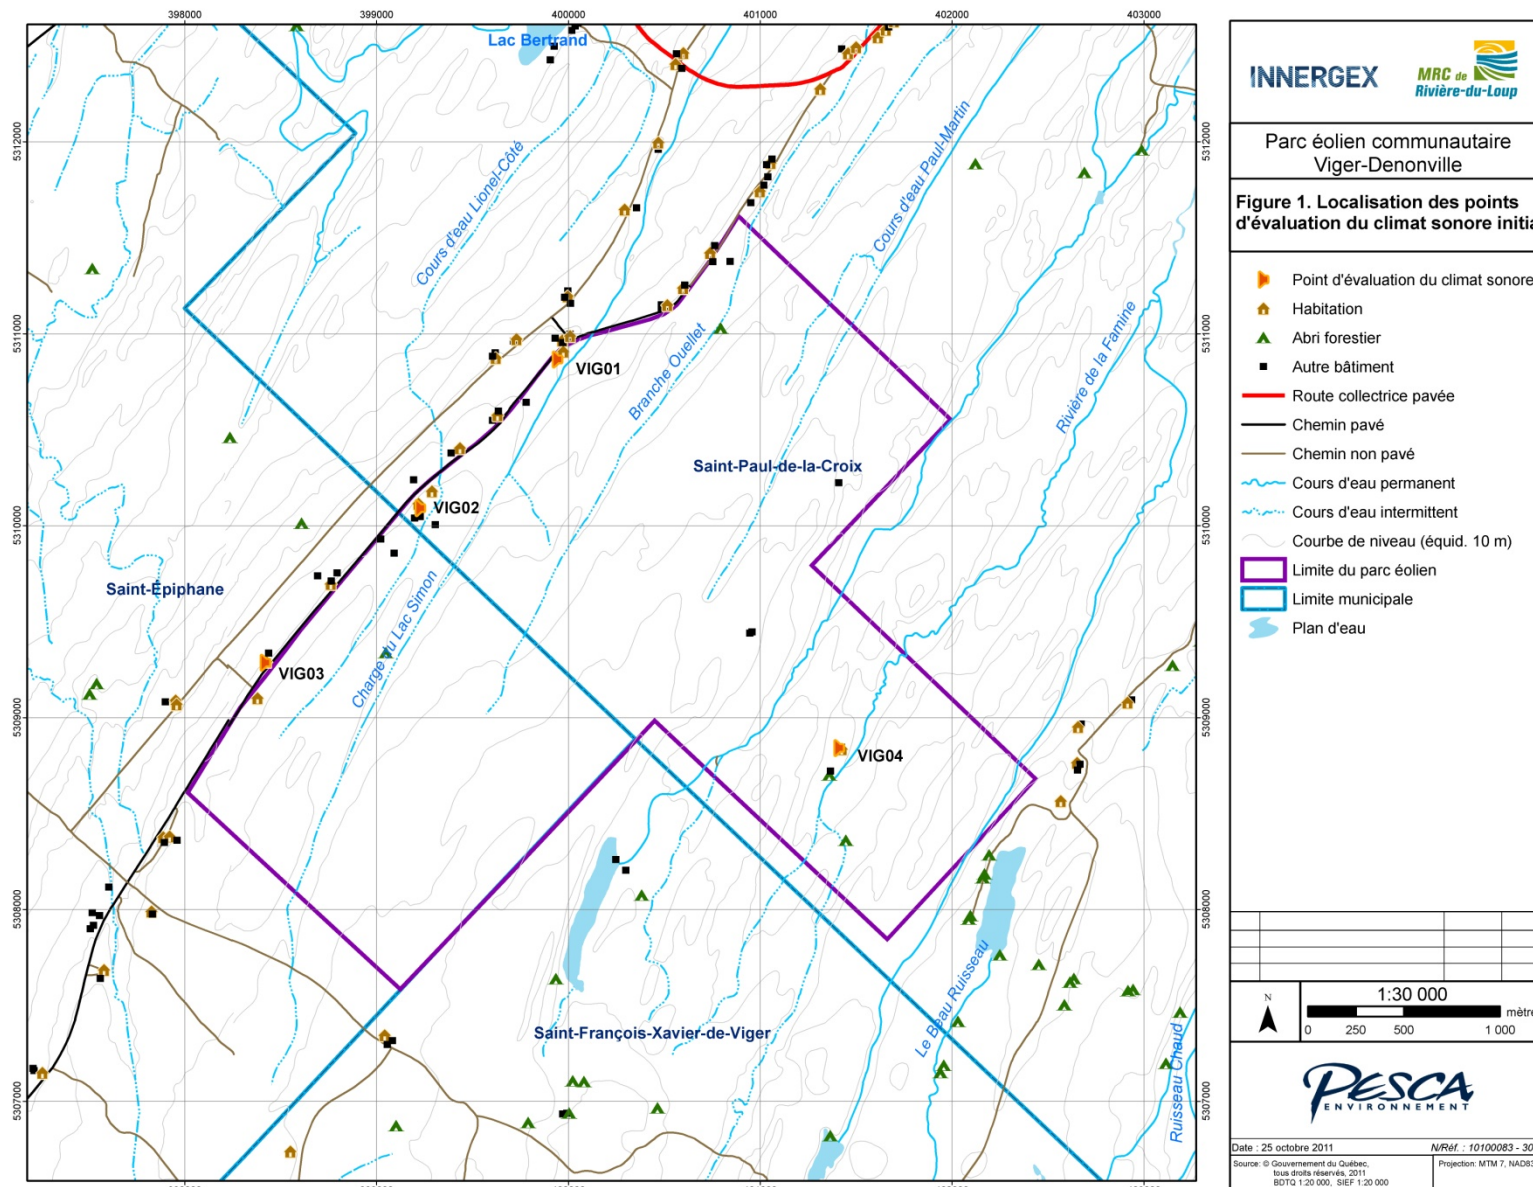 398000
399000
400000
401000
402000
403000
5312000
5311000
5310000
5309000
5308000
5307000
5312000
5311000
5310000
5309000
5308000
5307000
Lac Bertrand
Cours d'eau Lionel-Côté
Cours d'eau Paul-Martin
Rivière de la Famine
Branche Ouellet
VIG01
Saint-Paul-de-la-Croix
VIG02
Saint-Épiphane
Charge du Lac Simon
VIG03
VIG04
Le Beau Ruisseau
Saint-François-Xavier-de-Viger
Ruisseau Chaud
INNERGEX
MRC de
Rivière-du-Loup
Parc éolien communautaire
Viger-Denonville
Figure 1. Localisation des points
d'évaluation du climat sonore initia
Point d'évaluation du climat sonore
Habitation
Abri forestier
Autre bâtiment
Route collectrice pavée
Chemin pavé
Chemin non pavé
Cours d'eau permanent
Cours d'eau intermittent
Courbe de niveau (équid. 10 m)
Limite du parc éolien
Limite municipale
Plan d'eau
N
1:30 000
mètre
0 250 500 1 000
PESCA
ENVIRONNEMENT
Date : 25 octobre 2011 N/Réf. : 10100083 - 30
Source: © Gouvernement du Québec, Projection: MTM 7, NAD83
tous droits réservés, 2011
BDTQ 1:20 000, SIEF 1:20 000